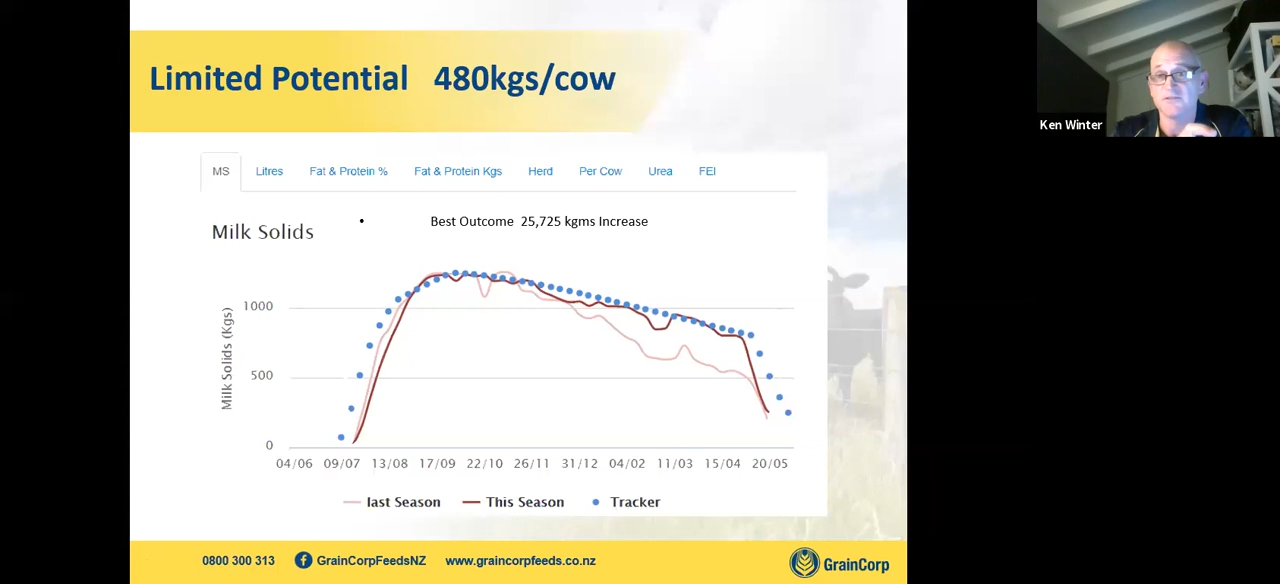 Limited Potential 480kgs/cow
Ken Winter
MS Litres Fat & Protein % Fat & Protein Kgs Herd Per Cow Urea FEI
• Best Outcome 25,725 kgms Increase
Milk Solids
Milk Solids (Kgs)
1000
500
0
04/06 09/07 13/08 17/09 22/10 26/11 31/12 04/02 11/03 15/04 20/05
last Season This Season Tracker
0800 300 313 GrainCorpFeedsNZ www.graincorpfeeds.co.nz GrainCorp